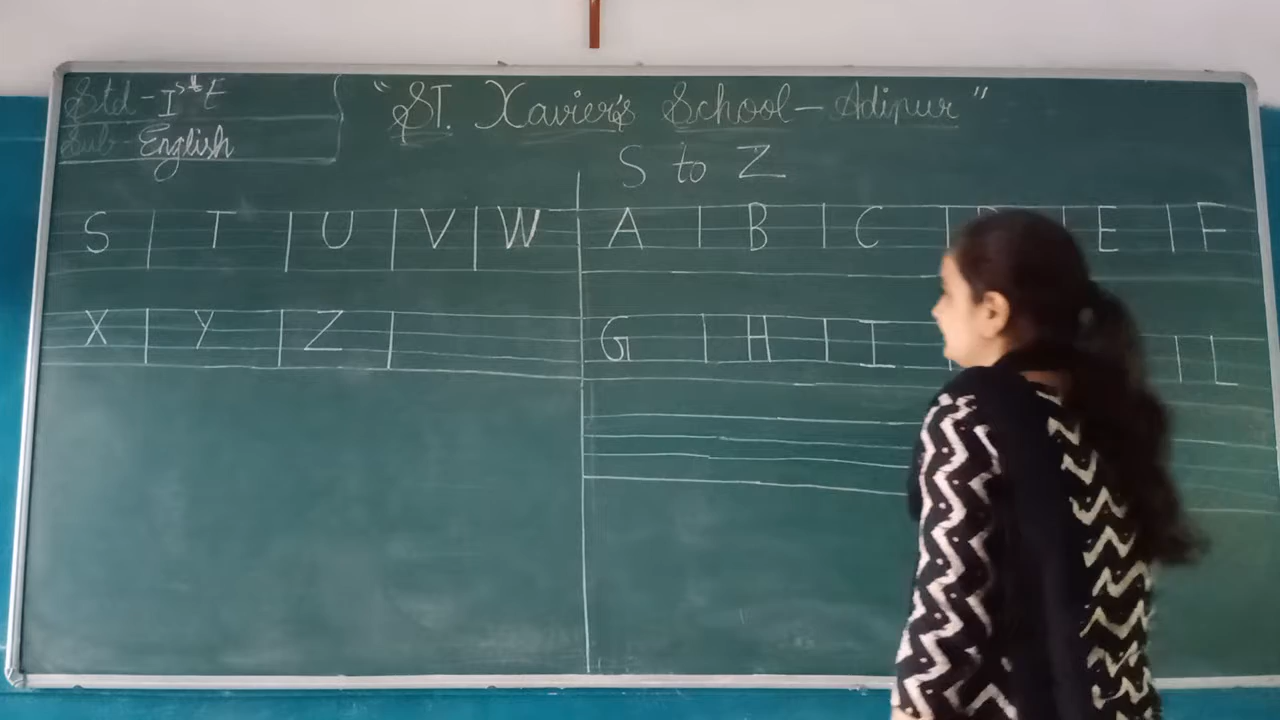 Std - Ist E
Sub - English
"ST. Xavier's School - Adipur"
S to Z
S T U V W
X Y Z
A B C D E F
G H I L